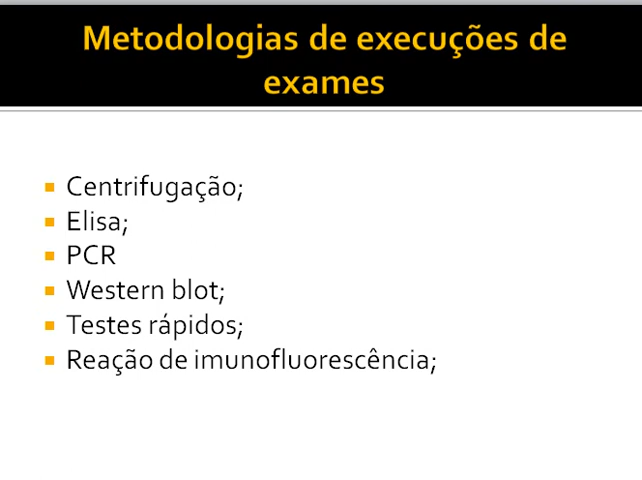 Metodologias de execuções de
exames
Centrifugação;
Elisa;
PCR
Western blot;
Testes rápidos;
Reação de imunofluorescência;